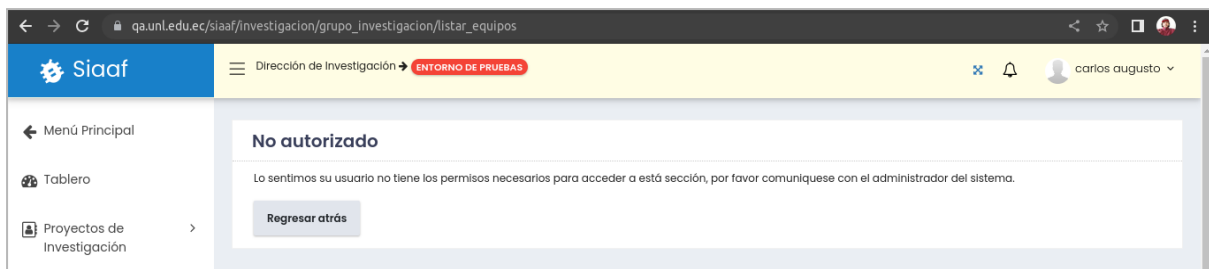 qa.unl.edu.ec/siaaf/investigacion/grupo_investigacion/listar_equipos
Siaaf
Dirección de Investigación ➔ ENTORNO DE PRUEBAS
carlos augusto
Menú Principal
No autorizado
Tablero
Lo sentimos su usuario no tiene los permisos necesarios para acceder a está sección, por favor comuniquese con el administrador del sistema.
Regresar atrás
Proyectos de
Investigación